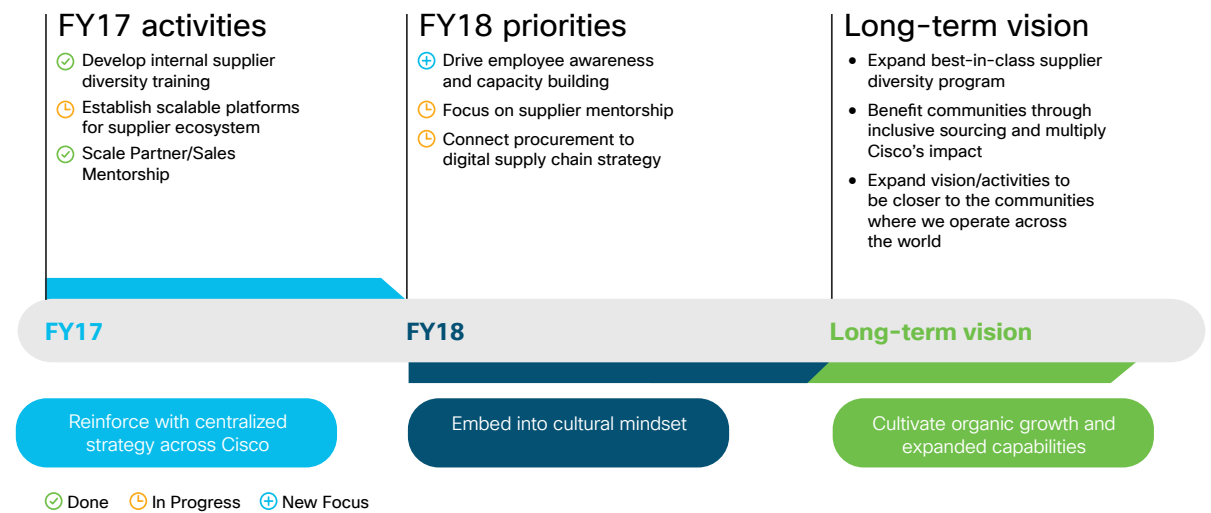 FY17 activities
Develop internal supplier
diversity training
Establish scalable platforms
for supplier ecosystem
Scale Partner/Sales
Mentorship
FY18 priorities
Drive employee awareness
and capacity building
Focus on supplier mentorship
Connect procurement to
digital supply chain strategy
Long-term vision
• Expand best-in-class supplier
diversity program
• Benefit communities through
inclusive sourcing and multiply
Cisco's impact
• Expand vision/activities to
be closer to the communities
where we operate across
the world
FY17
FY18
Long-term vision
Reinforce with centralized
strategy across Cisco
Embed into cultural mindset
Cultivate organic growth and
expanded capabilities
Done In Progress New Focus